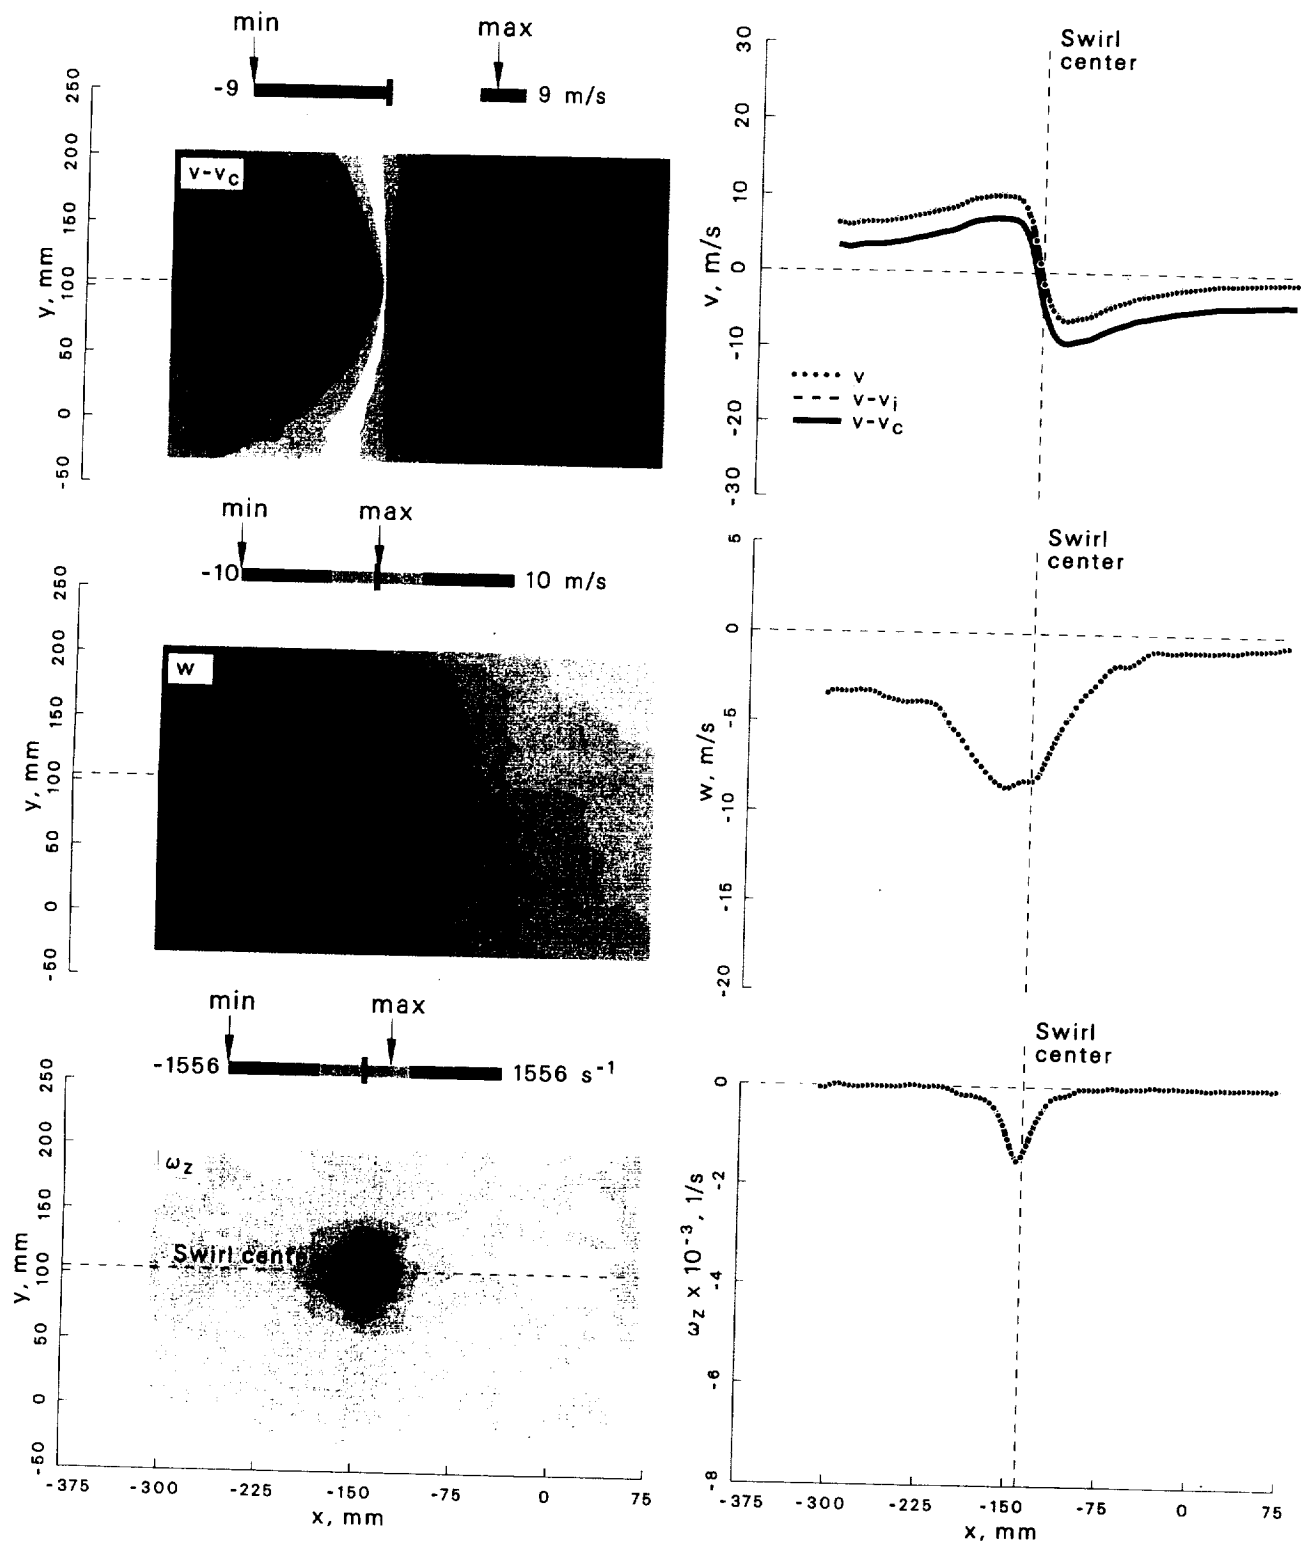 min
max
-9
9 m/s
250
200
150
100
50
0
-50
y, mm
v-vc
Swirl
center
30
20
10
0
-10
-20
-30
v, m/s
v
v-vi
v-vc
min
max
-10
10 m/s
250
200
150
100
50
0
-50
y, mm
w
Swirl
center
5
0
-5
-10
-15
-20
w, m/s
min
max
-1556
1556 s-1
250
200
150
100
50
0
-50
y, mm
ωz
Swirl center
-375 -300 -225 -150 -75 0 75
x, mm
Swirl
center
0
-2
-4
-6
-8
ωz x 10-3, 1/s
-375 -300 -225 -150 -75 0 75
x, mm